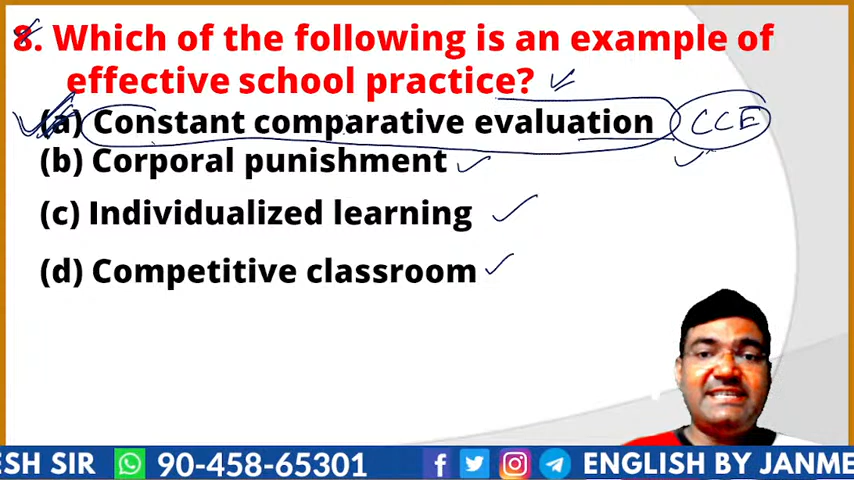 8. Which of the following is an example of
effective school practice?
(a) Constant comparative evaluation CCE
(b) Corporal punishment
(c) Individualized learning
(d) Competitive classroom
ESH SIR 90-458-65301 ENGLISH BY JANME